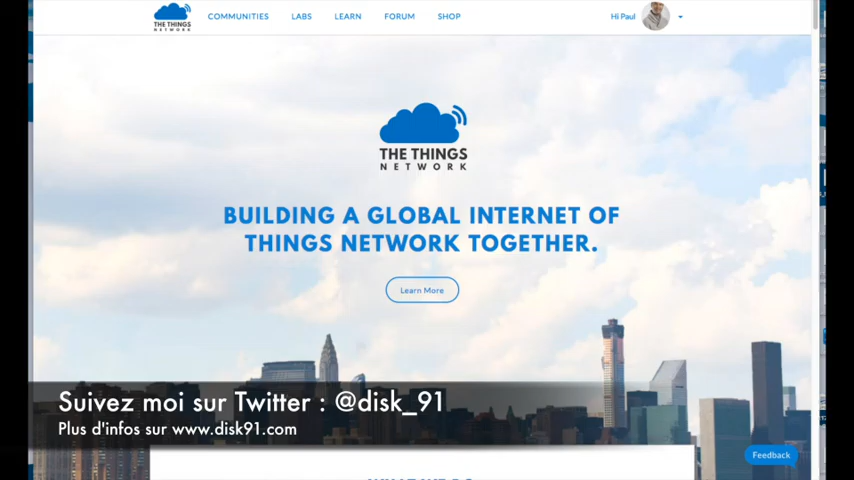 COMMUNITIES LABS LEARN FORUM SHOP Hi Paul
THE THINGS
NETWORK
THE THINGS
NETWORK
BUILDING A GLOBAL INTERNET OF
THINGS NETWORK TOGETHER.
Learn More
Suivez moi sur Twitter : @disk_91
Plus d'infos sur www.disk91.com
Feedback